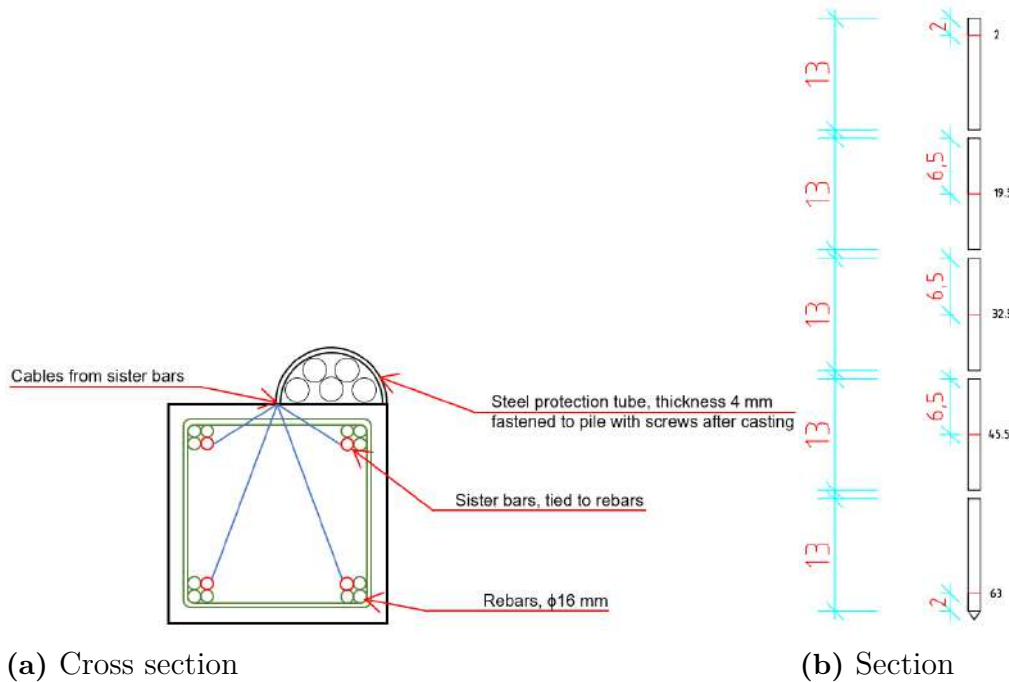 Cables from sister bars
Steel protection tube, thickness 4 mm
fastened to pile with screws after casting
Sister bars, tied to rebars
Rebars, ϕ16 mm
(a) Cross section
13
2
2
13
6,5
19.5
13
6,5
32.5
13
6,5
45.5
13
2
63
(b) Section